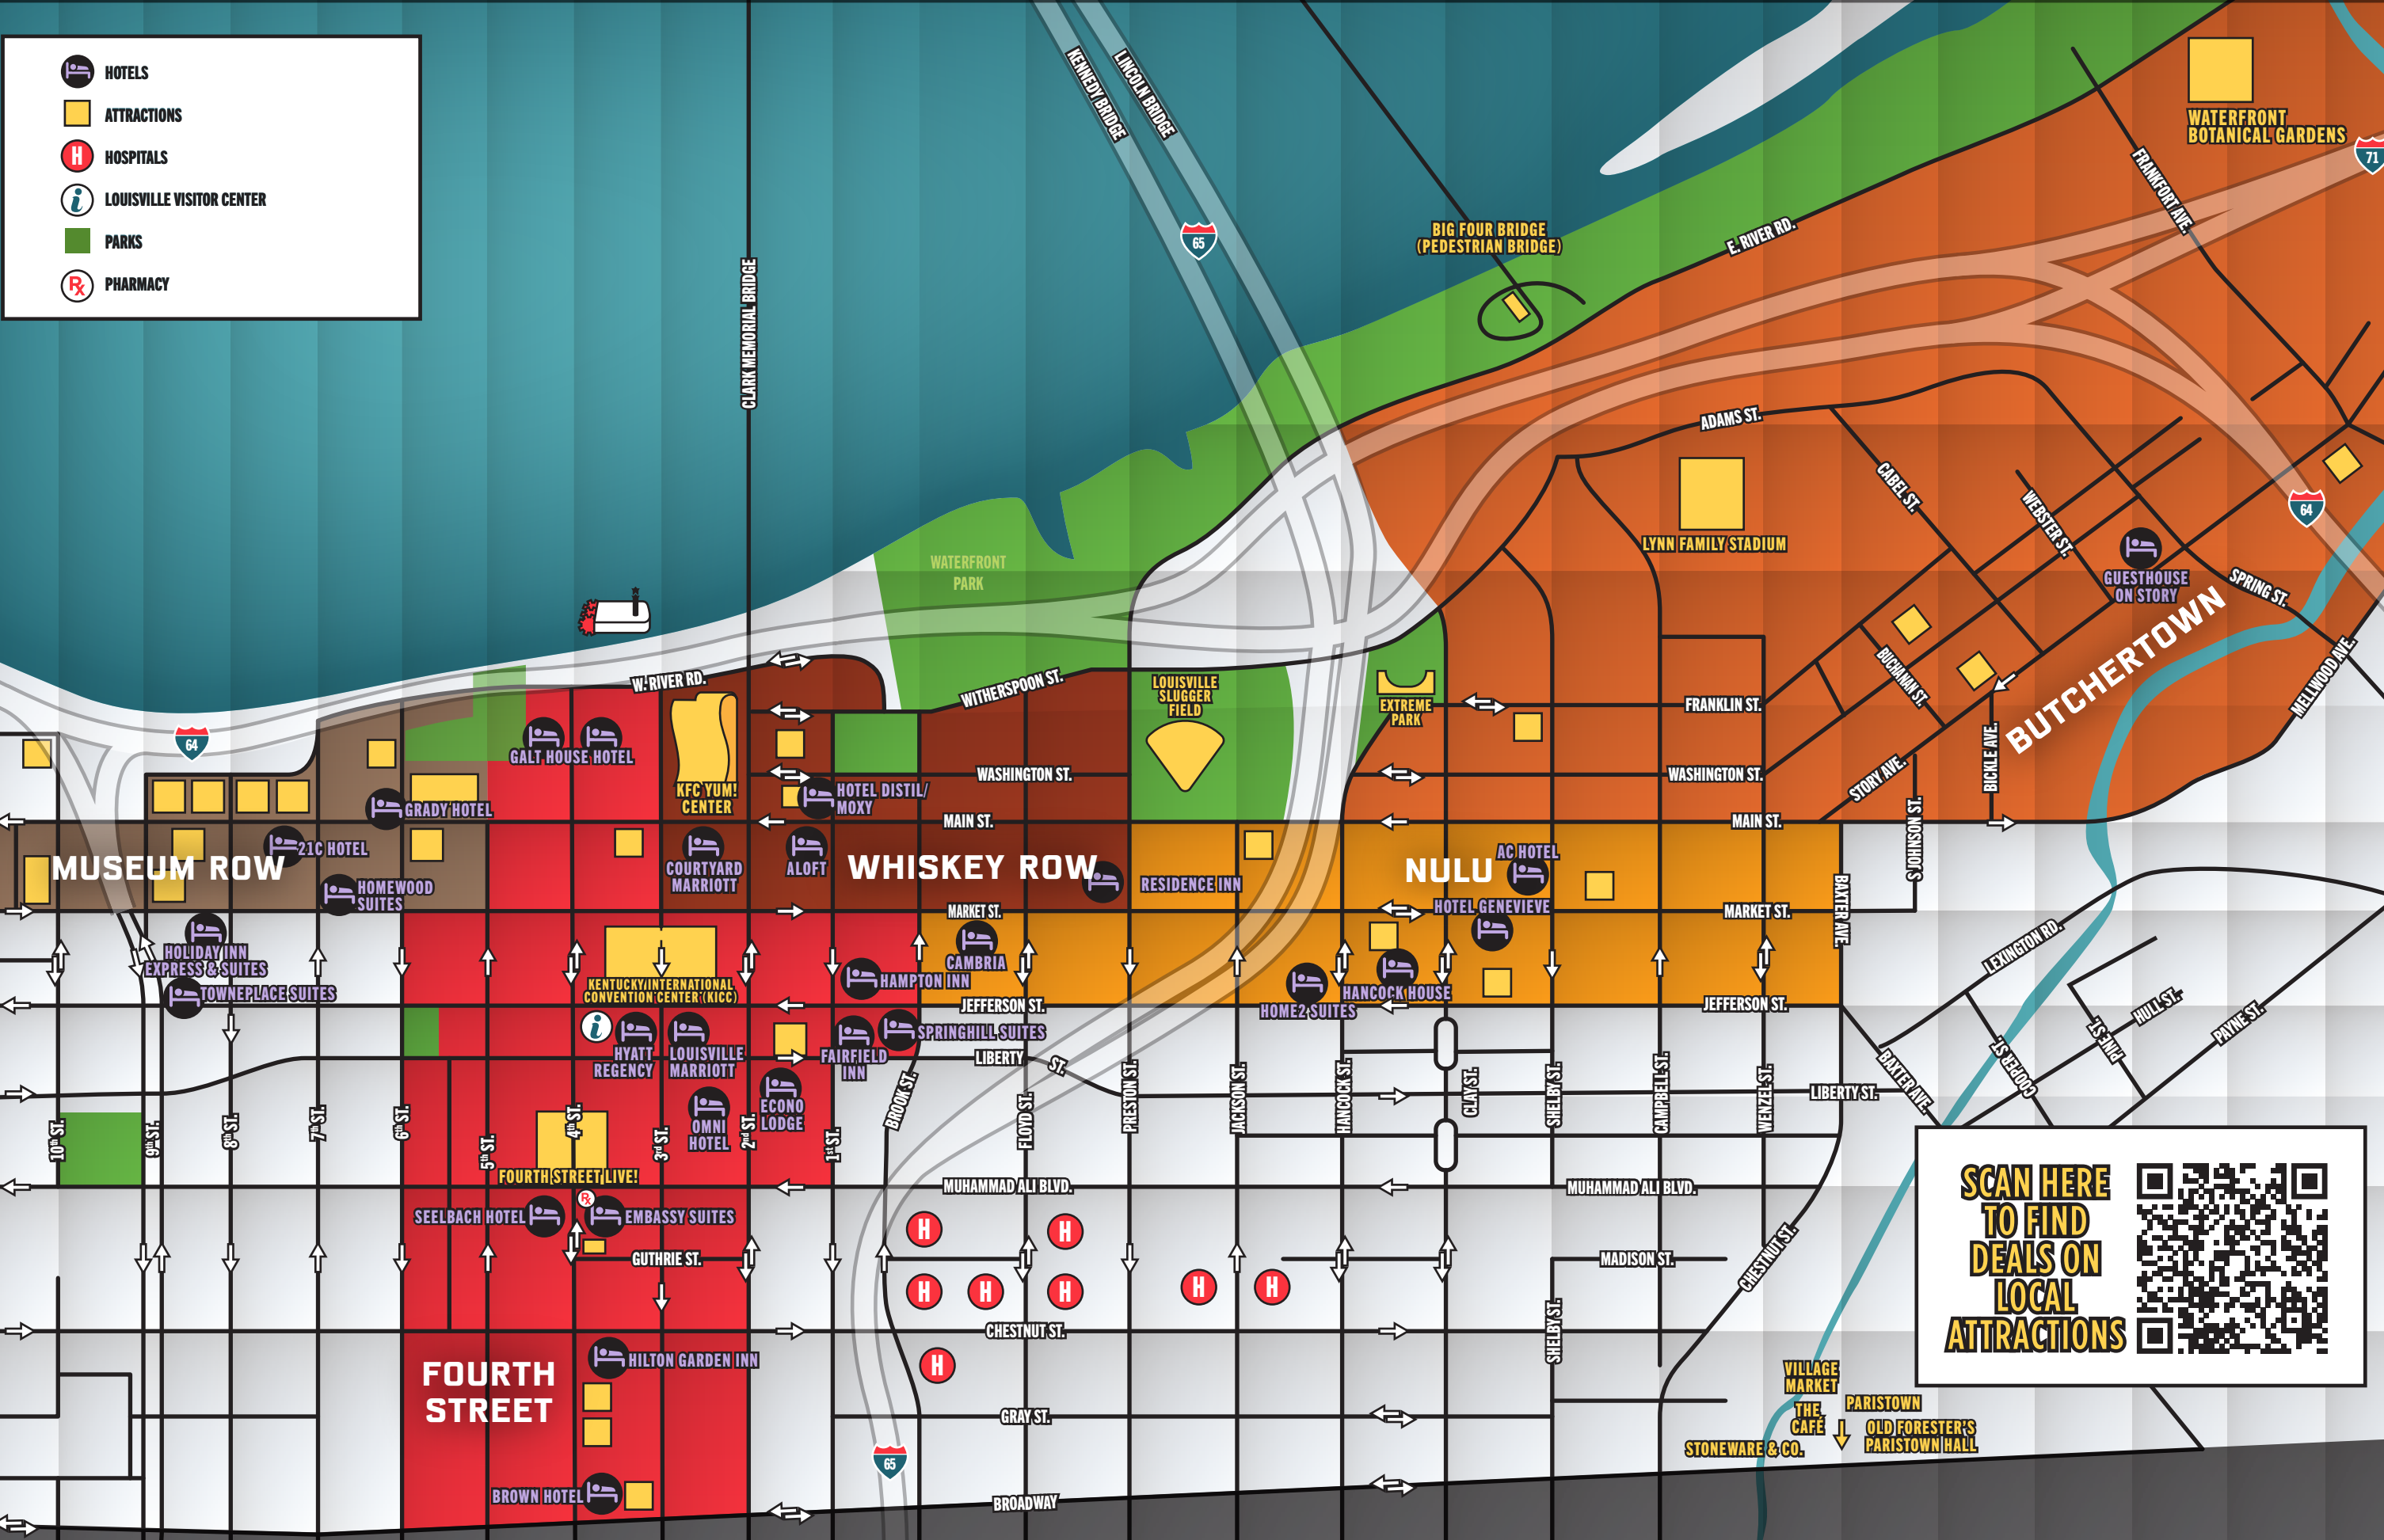 HOTELS
ATTRACTIONS
HOSPITALS
LOUISVILLE VISITOR CENTER
PARKS
PHARMACY
H
i
Rx
KENNEDY BRIDGE
LINCOLN BRIDGE
65
CLARK MEMORIAL BRIDGE
BIG FOUR BRIDGE
(PEDESTRIAN BRIDGE)
E. RIVER RD.
WATERFRONT
BOTANICAL GARDENS
71
FRANKFORT AVE.
ADAMS ST.
LYNN FAMILY STADIUM
CABEL ST.
WEBSTER ST.
64
GUESTHOUSE
ON STORY
SPRING ST.
BUTCHERTOWN
MELLWOOD AVE.
BUCHANAN ST.
BICKLE AVE.
STORY AVE.
S JOHNSON ST.
FRANKLIN ST.
WASHINGTON ST.
MAIN ST.
WATERFRONT
PARK
WITHERSPOON ST.
LOUISVILLE
SLUGGER
FIELD
EXTREME
PARK
W. RIVER RD.
64
GALT HOUSE HOTEL
KFC YUM!
CENTER
WASHINGTON ST.
HOTEL DISTIL/
MOXY
MAIN ST.
GRADY HOTEL
21C HOTEL
MUSEUM ROW
HOMEWOOD
SUITES
COURTYARD
MARRIOTT
ALOFT
WHISKEY ROW
RESIDENCE INN
NULU
AC HOTEL
HOTEL GENEVIEVE
MARKET ST.
MARKET ST.
BAXTER AVE.
HOLIDAY INN
EXPRESS & SUITES
TOWNEPLACE SUITES
KENTUCKY INTERNATIONAL
CONVENTION CENTER (KICC)
HAMPTON INN
CAMBRIA
HOME2 SUITES
HANCOCK HOUSE
JEFFERSON ST.
JEFFERSON ST.
i
HYATT
REGENCY
LOUISVILLE
MARRIOTT
FAIRFIELD
INN
SPRINGHILL SUITES
LIBERTY
ST.
LIBERTY ST.
BAXTER AVE.
LEXINGTON RD.
COOPER ST.
PINE ST.
HULL ST.
PAYNE ST.
OMNI
HOTEL
ECONO
LODGE
10th ST.
9th ST.
8th ST.
7th ST.
6th ST.
5th ST.
4th ST.
3rd ST.
2nd ST.
1st ST.
BROOK ST.
FLOYD ST.
PRESTON ST.
JACKSON ST.
HANCOCK ST.
CLAY ST.
SHELBY ST.
CAMPBELL ST.
WENZEL ST.
FOURTH STREET LIVE!
MUHAMMAD ALI BLVD.
MUHAMMAD ALI BLVD.
Rx
SEELBACH HOTEL
EMBASSY SUITES
GUTHRIE ST.
H
H
H
H
H
H
H
H
MADISON ST.
CHESTNUT ST.
CHESTNUT ST.
SHELBY ST.
FOURTH
STREET
HILTON GARDEN INN
GRAY ST.
65
BROWN HOTEL
BROADWAY
SCAN HERE
TO FIND
DEALS ON
LOCAL
ATTRACTIONS
VILLAGE
MARKET
THE
CAFÉ
STONEWARE & CO.
PARISTOWN
OLD FORESTER'S
PARISTOWN HALL